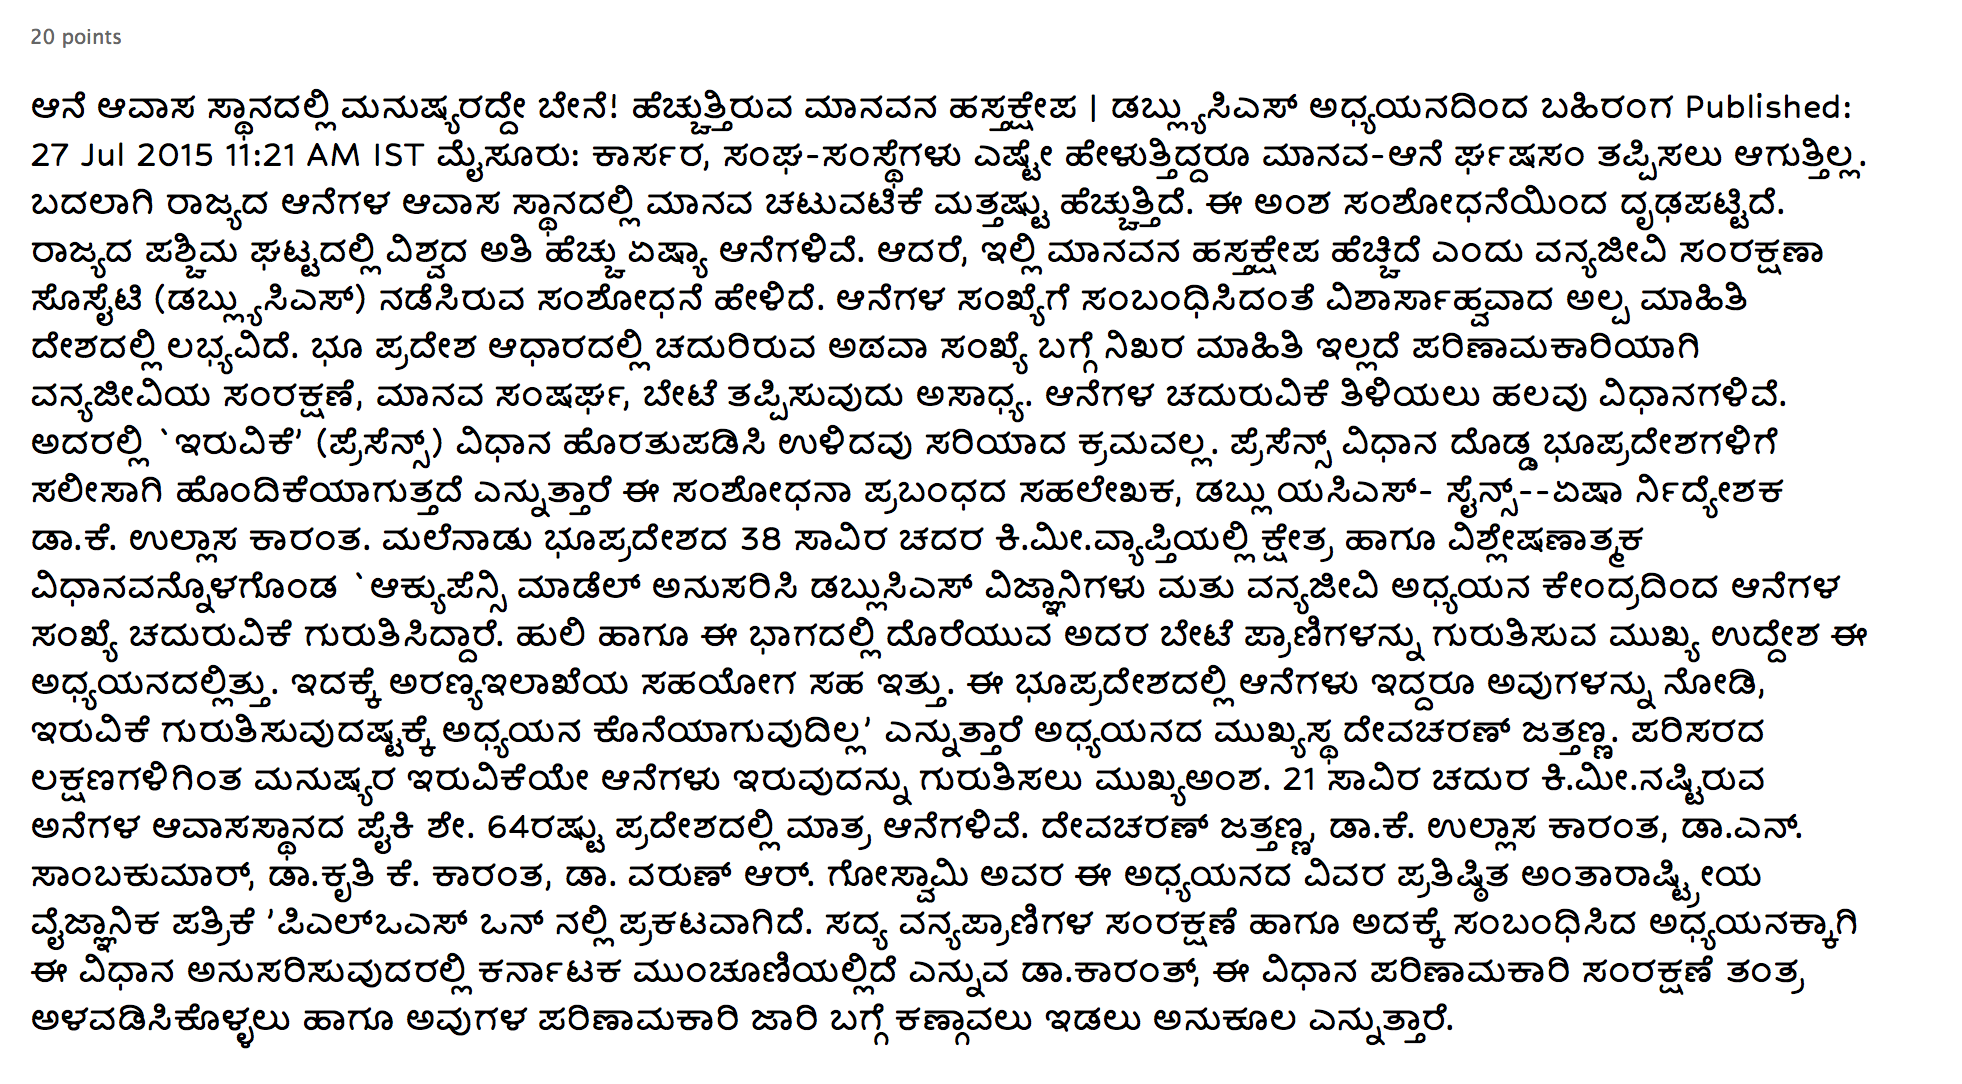 20 points
ಆನೆ ಆವಾಸ ಸ್ಥಾನದಲ್ಲಿ ಮನುಷ್ಯರದ್ದೇ ಬೇನೆ! ಹೆಚ್ಚುತ್ತಿರುವ ಮಾನವನ ಹಸ್ತಕ್ಷೇಪ | ಡಬ್ಲ್ಯುಸಿಎಸ್ ಅಧ್ಯಯನದಿಂದ ಬಹಿರಂಗ Published:
27 Jul 2015 11:21 AM IST ಮೈಸೂರು: ಕಾರ್ಸರ, ಸಂಘ-ಸಂಸ್ಥೆಗಳು ಎಷ್ಟೇ ಹೇಳುತ್ತಿದ್ದರೂ ಮಾನವ-ಆನೆ ರ್ಘಷಸಂ ತಪ್ಪಿಸಲು ಆಗುತ್ತಿಲ್ಲ.
ಬದಲಾಗಿ ರಾಜ್ಯದ ಆನೆಗಳ ಆವಾಸ ಸ್ಥಾನದಲ್ಲಿ ಮಾನವ ಚಟುವಟಿಕೆ ಮತ್ತಷ್ಟು ಹೆಚ್ಚುತ್ತಿದೆ. ಈ ಅಂಶ ಸಂಶೋಧನೆಯಿಂದ ದೃಢಪಟ್ಟಿದೆ.
ರಾಜ್ಯದ ಪಶ್ಚಿಮ ಘಟ್ಟದಲ್ಲಿ ವಿಶ್ವದ ಅತಿ ಹೆಚ್ಚು ಏಷ್ಯಾ ಆನೆಗಳಿವೆ. ಆದರೆ, ಇಲ್ಲಿ ಮಾನವನ ಹಸ್ತಕ್ಷೇಪ ಹೆಚ್ಚಿದೆ ಎಂದು ವನ್ಯಜೀವಿ ಸಂರಕ್ಷಣಾ
ಸೊಸೈಟಿ (ಡಬ್ಲ್ಯುಸಿಎಸ್) ನಡೆಸಿರುವ ಸಂಶೋಧನೆ ಹೇಳಿದೆ. ಆನೆಗಳ ಸಂಖ್ಯೆಗೆ ಸಂಬಂಧಿಸಿದಂತೆ ವಿಶಾರ್ಸಾಹ್ವವಾದ ಅಲ್ಪ ಮಾಹಿತಿ
ದೇಶದಲ್ಲಿ ಲಭ್ಯವಿದೆ. ಭೂ ಪ್ರದೇಶ ಆಧಾರದಲ್ಲಿ ಚದುರಿರುವ ಅಥವಾ ಸಂಖ್ಯೆ ಬಗ್ಗೆ ನಿಖರ ಮಾಹಿತಿ ಇಲ್ಲದೆ ಪರಿಣಾಮಕಾರಿಯಾಗಿ
ವನ್ಯಜೀವಿಯ ಸಂರಕ್ಷಣೆ, ಮಾನವ ಸಂಷರ್ಘ, ಬೇಟೆ ತಪ್ಪಿಸುವುದು ಅಸಾಧ್ಯ. ಆನೆಗಳ ಚದುರುವಿಕೆ ತಿಳಿಯಲು ಹಲವು ವಿಧಾನಗಳಿವೆ.
ಅದರಲ್ಲಿ `ಇರುವಿಕೆ' (ಪ್ರೆಸೆನ್ಸ್) ವಿಧಾನ ಹೊರತುಪಡಿಸಿ ಉಳಿದವು ಸರಿಯಾದ ಕ್ರಮವಲ್ಲ. ಪ್ರೆಸೆನ್ಸ್ ವಿಧಾನ ದೊಡ್ಡ ಭೂಪ್ರದೇಶಗಳಿಗೆ
ಸಲೀಸಾಗಿ ಹೊಂದಿಕೆಯಾಗುತ್ತದೆ ಎನ್ನುತ್ತಾರೆ ಈ ಸಂಶೋಧನಾ ಪ್ರಬಂಧದ ಸಹಲೇಖಕ, ಡಬ್ಲುಯಸಿಎಸ್- ಸೈನ್ಸ್--ಏಷಾ ರ್ನಿದ್ಯೇಶಕ
ಡಾ.ಕೆ. ಉಲ್ಲಾಸ ಕಾರಂತ. ಮಲೆನಾಡು ಭೂಪ್ರದೇಶದ 38 ಸಾವಿರ ಚದರ ಕಿ.ಮೀ.ವ್ಯಾಪ್ತಿಯಲ್ಲಿ ಕ್ಷೇತ್ರ ಹಾಗೂ ವಿಶ್ಲೇಷಣಾತ್ಮಕ
ವಿಧಾನವನ್ನೊಳಗೊಂಡ `ಆಕ್ಯುಪೆನ್ಸಿ ಮಾಡೆಲ್ ಅನುಸರಿಸಿ ಡಬ್ಲುಸಿಎಸ್ ವಿಜ್ಞಾನಿಗಳು ಮತು ವನ್ಯಜೀವಿ ಅಧ್ಯಯನ ಕೇಂದ್ರದಿಂದ ಆನೆಗಳ
ಸಂಖ್ಯೆ ಚದುರುವಿಕೆ ಗುರುತಿಸಿದ್ದಾರೆ. ಹುಲಿ ಹಾಗೂ ಈ ಭಾಗದಲ್ಲಿ ದೊರೆಯುವ ಅದರ ಬೇಟೆ ಪ್ರಾಣಿಗಳನ್ನು ಗುರುತಿಸುವ ಮುಖ್ಯ ಉದ್ದೇಶ ಈ
ಅಧ್ಯಯನದಲ್ಲಿತ್ತು. ಇದಕ್ಕೆ ಅರಣ್ಯಇಲಾಖೆಯ ಸಹಯೋಗ ಸಹ ಇತ್ತು. ಈ ಭೂಪ್ರದೇಶದಲ್ಲಿ ಆನೆಗಳು ಇದ್ದರೂ ಅವುಗಳನ್ನು ನೋಡಿ,
ಇರುವಿಕೆ ಗುರುತಿಸುವುದಷ್ಟಕ್ಕೆ ಅಧ್ಯಯನ ಕೊನೆಯಾಗುವುದಿಲ್ಲ' ಎನ್ನುತ್ತಾರೆ ಅಧ್ಯಯನದ ಮುಖ್ಯಸ್ಥ ದೇವಚರಣ್ ಜತ್ತಣ್ಣ. ಪರಿಸರದ
ಲಕ್ಷಣಗಳಿಗಿಂತ ಮನುಷ್ಯರ ಇರುವಿಕೆಯೇ ಆನೆಗಳು ಇರುವುದನ್ನು ಗುರುತಿಸಲು ಮುಖ್ಯಅಂಶ. 21 ಸಾವಿರ ಚದುರ ಕಿ.ಮೀ.ನಷ್ಟಿರುವ
ಅನೆಗಳ ಆವಾಸಸ್ಥಾನದ ಪೈಕಿ ಶೇ. 64ರಷ್ಟು ಪ್ರದೇಶದಲ್ಲಿ ಮಾತ್ರ ಆನೆಗಳಿವೆ. ದೇವಚರಣ್ ಜತ್ತಣ್ಣ, ಡಾ.ಕೆ. ಉಲ್ಲಾಸ ಕಾರಂತ, ಡಾ.ಎನ್.
ಸಾಂಬಕುಮಾರ್, ಡಾ.ಕೃತಿ ಕೆ. ಕಾರಂತ, ಡಾ. ವರುಣ್ ಆರ್. ಗೋಸ್ವಾಮಿ ಅವರ ಈ ಅಧ್ಯಯನದ ವಿವರ ಪ್ರತಿಷ್ಠಿತ ಅಂತಾರಾಷ್ಟ್ರೀಯ
ವೈಜ್ಞಾನಿಕ ಪತ್ರಿಕೆ 'ಪಿಎಲ್ಒಎಸ್ ಒನ್ ನಲ್ಲಿ ಪ್ರಕಟವಾಗಿದೆ. ಸದ್ಯ ವನ್ಯಪ್ರಾಣಿಗಳ ಸಂರಕ್ಷಣೆ ಹಾಗೂ ಅದಕ್ಕೆ ಸಂಬಂಧಿಸಿದ ಅಧ್ಯಯನಕ್ಕಾಗಿ
ಈ ವಿಧಾನ ಅನುಸರಿಸುವುದರಲ್ಲಿ ಕರ್ನಾಟಕ ಮುಂಚೂಣಿಯಲ್ಲಿದೆ ಎನ್ನುವ ಡಾ.ಕಾರಂತ್, ಈ ವಿಧಾನ ಪರಿಣಾಮಕಾರಿ ಸಂರಕ್ಷಣೆ ತಂತ್ರ
ಅಳವಡಿಸಿಕೊಳ್ಳಲು ಹಾಗೂ ಅವುಗಳ ಪರಿಣಾಮಕಾರಿ ಜಾರಿ ಬಗ್ಗೆ ಕಣ್ಗಾವಲು ಇಡಲು ಅನುಕೂಲ ಎನ್ನುತ್ತಾರೆ.